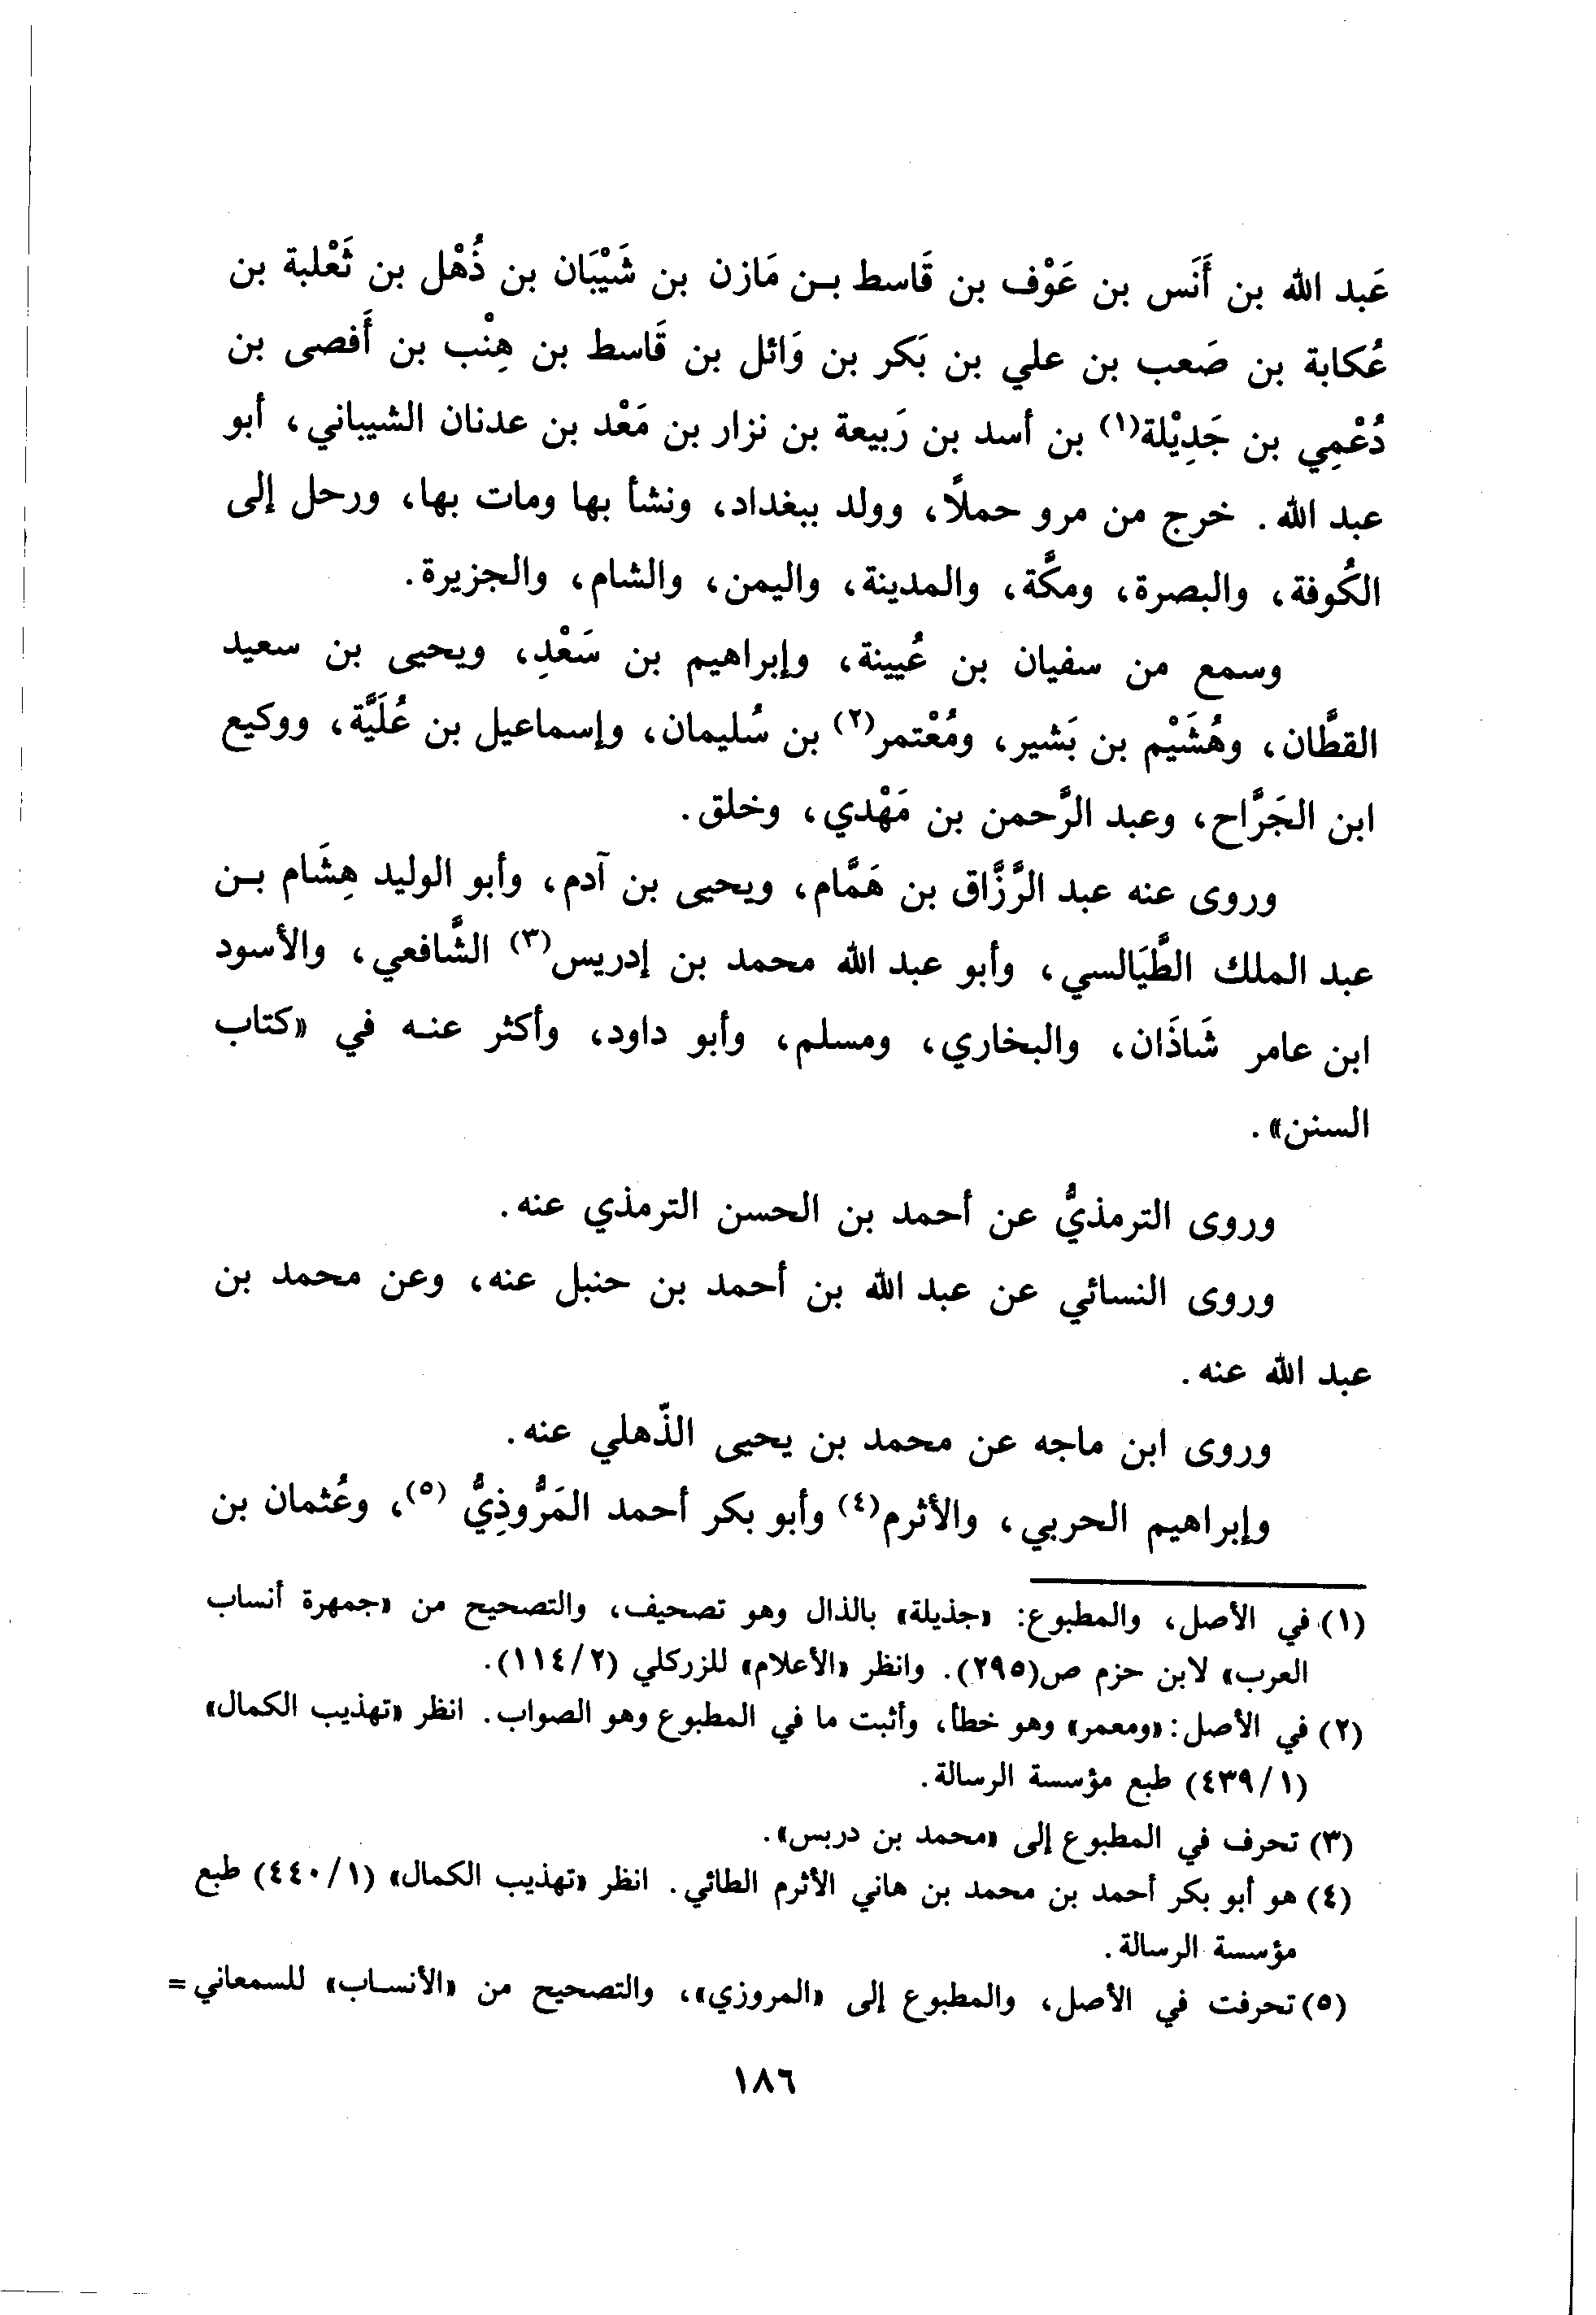 عَبد الله بن أَنَس بن عَوْف بن قَاسط بـن مَازن بن شَيْبَان بن ذُهْل بن ثَعْلبة بن
عُكابة بن صَعب بن علي بن بَكر بن وَائل بن قَاسط بن هِنْب بن أَفصى بن
دُعْمِي بن جَدِيْلة(١) بن أسد بن رَبيعة بن نزار بن مَعْد بن عدنان الشيباني، أبو
عبد الله. خرج من مرو حملاً، وولد ببغداد، ونشأ بها ومات بها، ورحل إلى
الكُوفة، والبصرة، ومكَّة، والمدينة، واليمن، والشام، والجزيرة.
وسمع من سفيان بن عُيينة، وإبراهيم بن سَعْدِ، ويحيى بن سعيد
القطَّان، وهُشَيْم بن بَشير، ومُعْتمر(٢) بن سُليمان، وإسماعيل بن عُلَيَّة، ووكيع
ابن الجَرَّاح، وعبد الرَّحمن بن مَهْدي، وخلق.
وروى عنه عبد الرَّزَّاق بن هَمَّام، ويحيى بن آدم، وأبو الوليد هِشَام بـن
عبد الملك الطَّيَالسي، وأبو عبد الله محمد بن إدريس(٣) الشَّافعي، والأسود
ابن عامر شَاذَان، والبخاري، ومسلم، وأبو داود، وأكثر عنـه في «كتاب
السنن».
وروى الترمذيُّ عن أحمد بن الحسن الترمذي عنه.
وروى النسائي عن عبد الله بن أحمد بن حنبل عنه، وعن محمد بن
عبد الله عنه.
وروى ابن ماجه عن محمد بن يحيى الذّهلي عنه.
وإبراهيم الحربي، والأثرم(٤) وأبو بكر أحمد المَرُّوذِيُّ (٥)، وعُثمان بن
(١) في الأصل، والمطبوع: «جذيلة» بالذال وهو تصحيف، والتصحيح من «جمهرة أنساب
العرب» لابن حزم ص(٢٩٥). وانظر «الأعلام» للزركلي (١١٤/٢).
(٢) في الأصل: «ومعمر» وهو خطأ، وأثبت ما في المطبوع وهو الصواب. انظر «تهذيب الكمال»
(٤٣٩/١) طبع مؤسسة الرسالة.
(٣) تحرف في المطبوع إلى «محمد بن دربس».
(٤) هو أبو بكر أحمد بن محمد بن هاني الأثرم الطائي. انظر «تهذيب الكمال» (٤٤٠/١) طبع
مؤسسة الرسالة.
(٥) تحرفت في الأصل، والمطبوع إلى «المروزي»، والتصحيح من «الأنسـاب» للسمعاني =
١٨٦